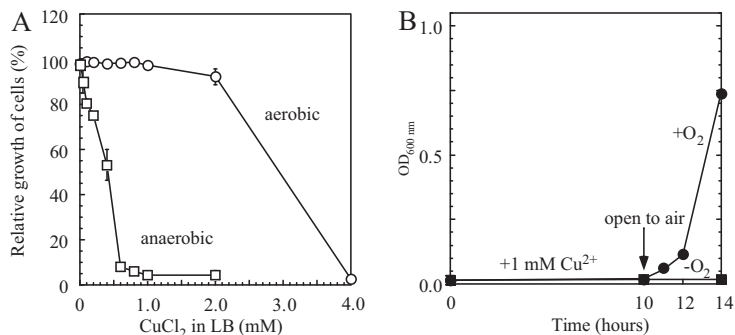 A
Relative growth of cells (%)
120
100
80
60
40
20
0
aerobic
anaerobic
0
1.0
2.0
3.0
4.0
CuCl2 in LB (mM)
B
OD600 nm
1.0
0.5
0.0
+O2
open to air
+1 mM Cu2+
-O2
0
10
12
14
Time (hours)